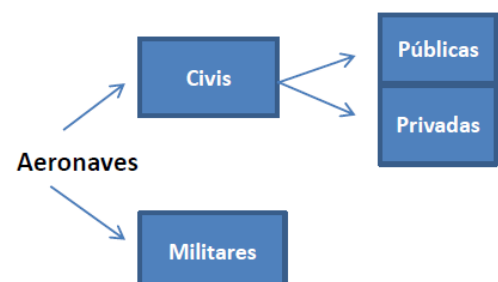 Públicas
Civis
Privadas
Aeronaves
Militares